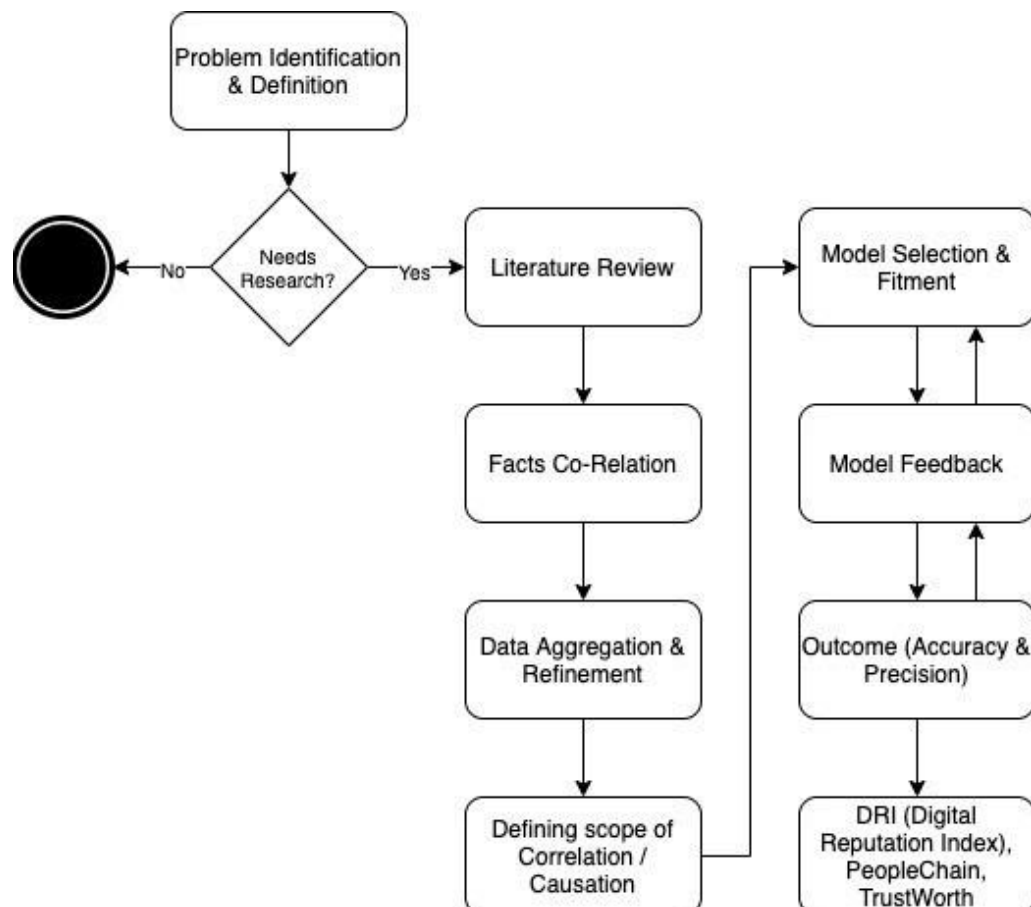 Problem Identification
& Definition
Needs
Research?
No
Yes
Literature Review
Facts Co-Relation
Data Aggregation &
Refinement
Defining scope of
Correlation /
Causation
Model Selection &
Fitment
Model Feedback
Outcome (Accuracy &
Precision)
DRI (Digital
Reputation Index),
PeopleChain,
TrustWorth